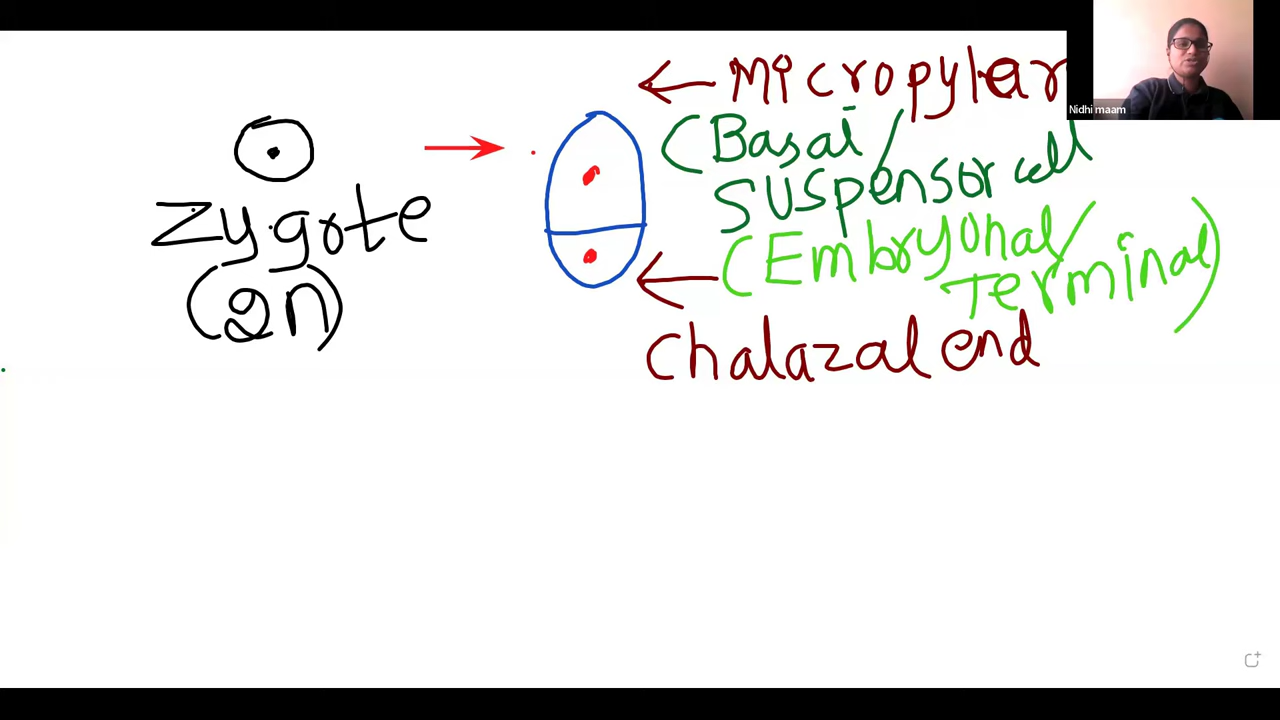 Zygote
(2n)
← Micropylar
(Basal/
suspensor cell
(Embryonal/
Terminal)
←
Chalazal end
Nidhi maam